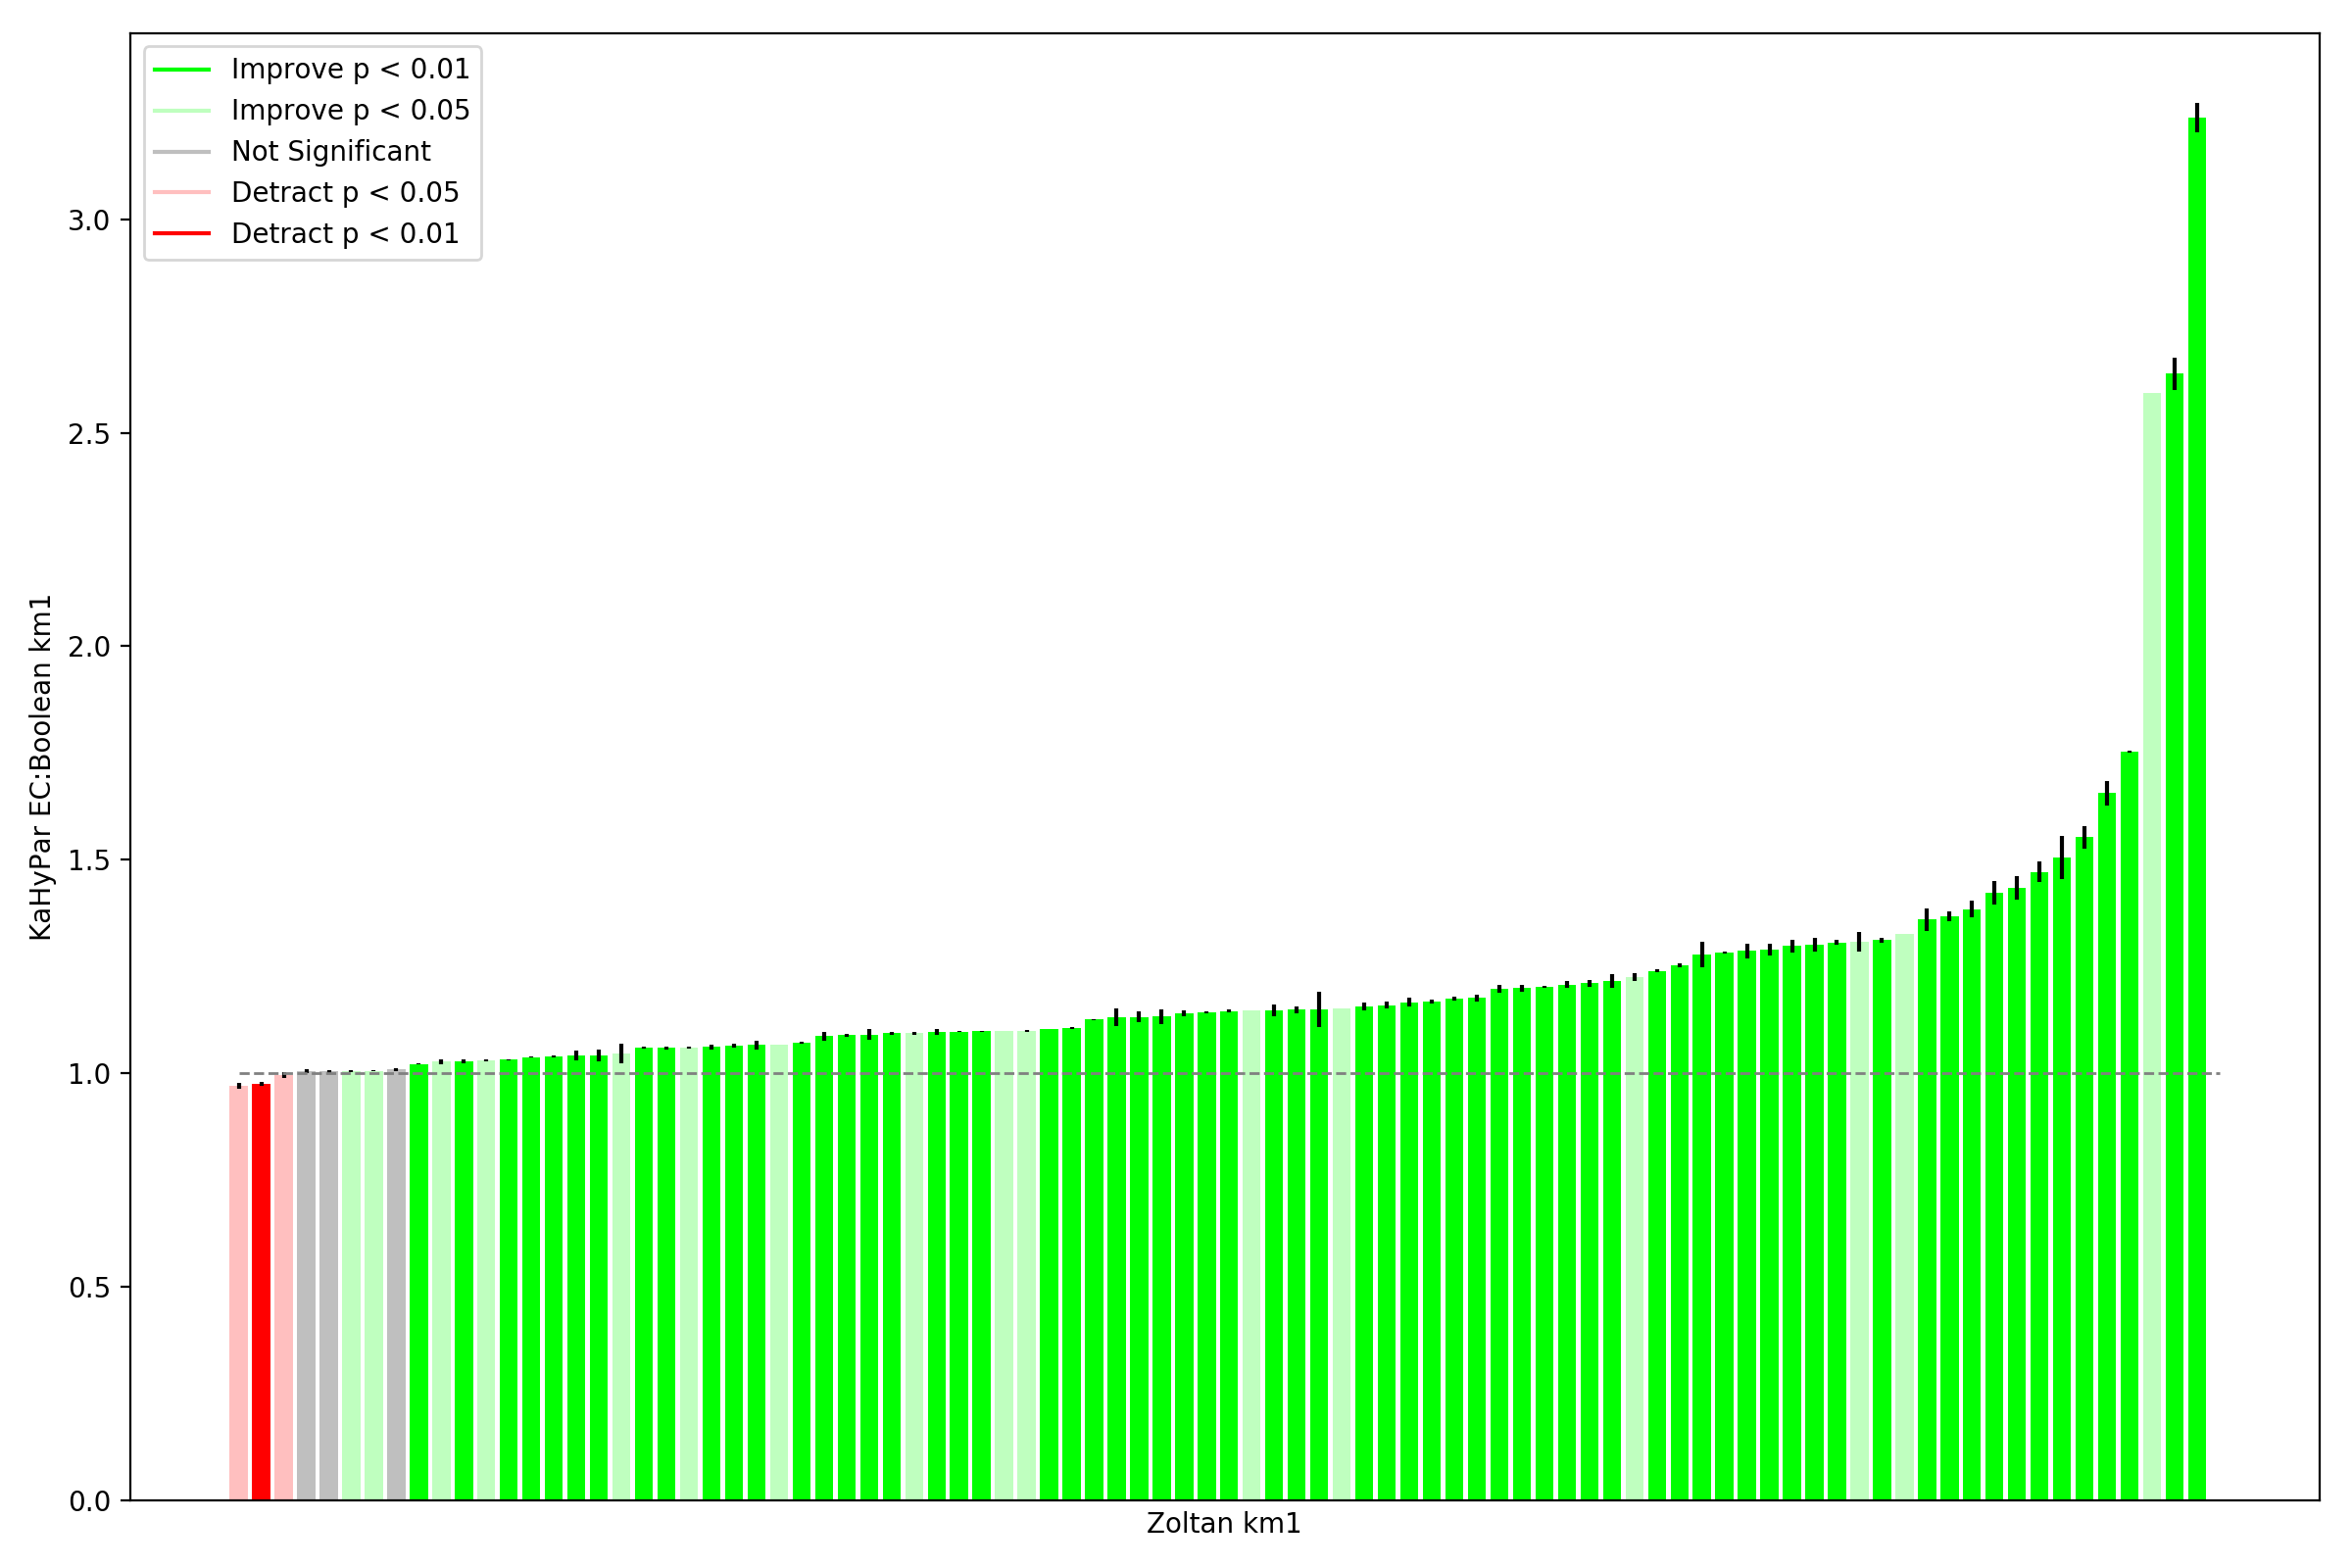 Improve p < 0.01
Improve p < 0.05
Not Significant
Detract p < 0.05
Detract p < 0.01
3.0
2.5
2.0
1.5
1.0
0.5
0.0
KaHyPar EC:Boolean km1
Zoltan km1